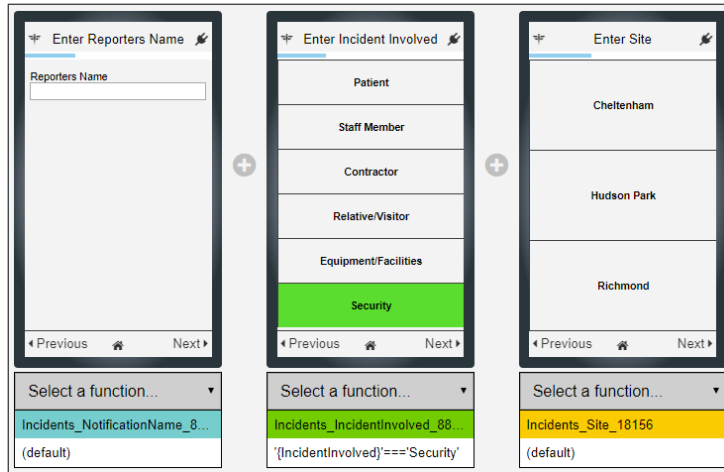 Enter Reporters Name
Reporters Name
Previous
Next
Select a function...
Incidents_NotificationName_8...
(default)
Enter Incident Involved
Patient
Staff Member
Contractor
Relative/Visitor
Equipment/Facilities
Security
Previous
Next
Select a function...
Incidents_IncidentInvolved_88...
'{IncidentInvolved}'==='Security'
Enter Site
Cheltenham
Hudson Park
Richmond
Previous
Next
Select a function...
Incidents_Site_18156
(default)